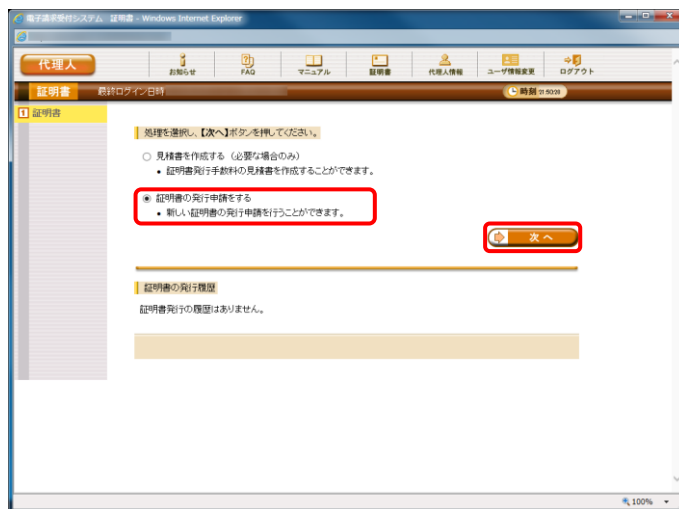 電子請求受付システム 証明書 - Windows Internet Explorer
代理人
お知らせ
FAQ
マニュアル
証明書
代理人情報
ユーザ情報変更
ログアウト
証明書 最終ログイン日時
時刻 21:50:20
1 証明書
処理を選択し、【次へ】ボタンを押してください。
見積書を作成する（必要な場合のみ）
• 証明書発行手数料の見積書を作成することができます。
証明書の発行申請をする
• 新しい証明書の発行申請を行うことができます。
次 へ
証明書の発行履歴
証明書発行の履歴はありません。
100%